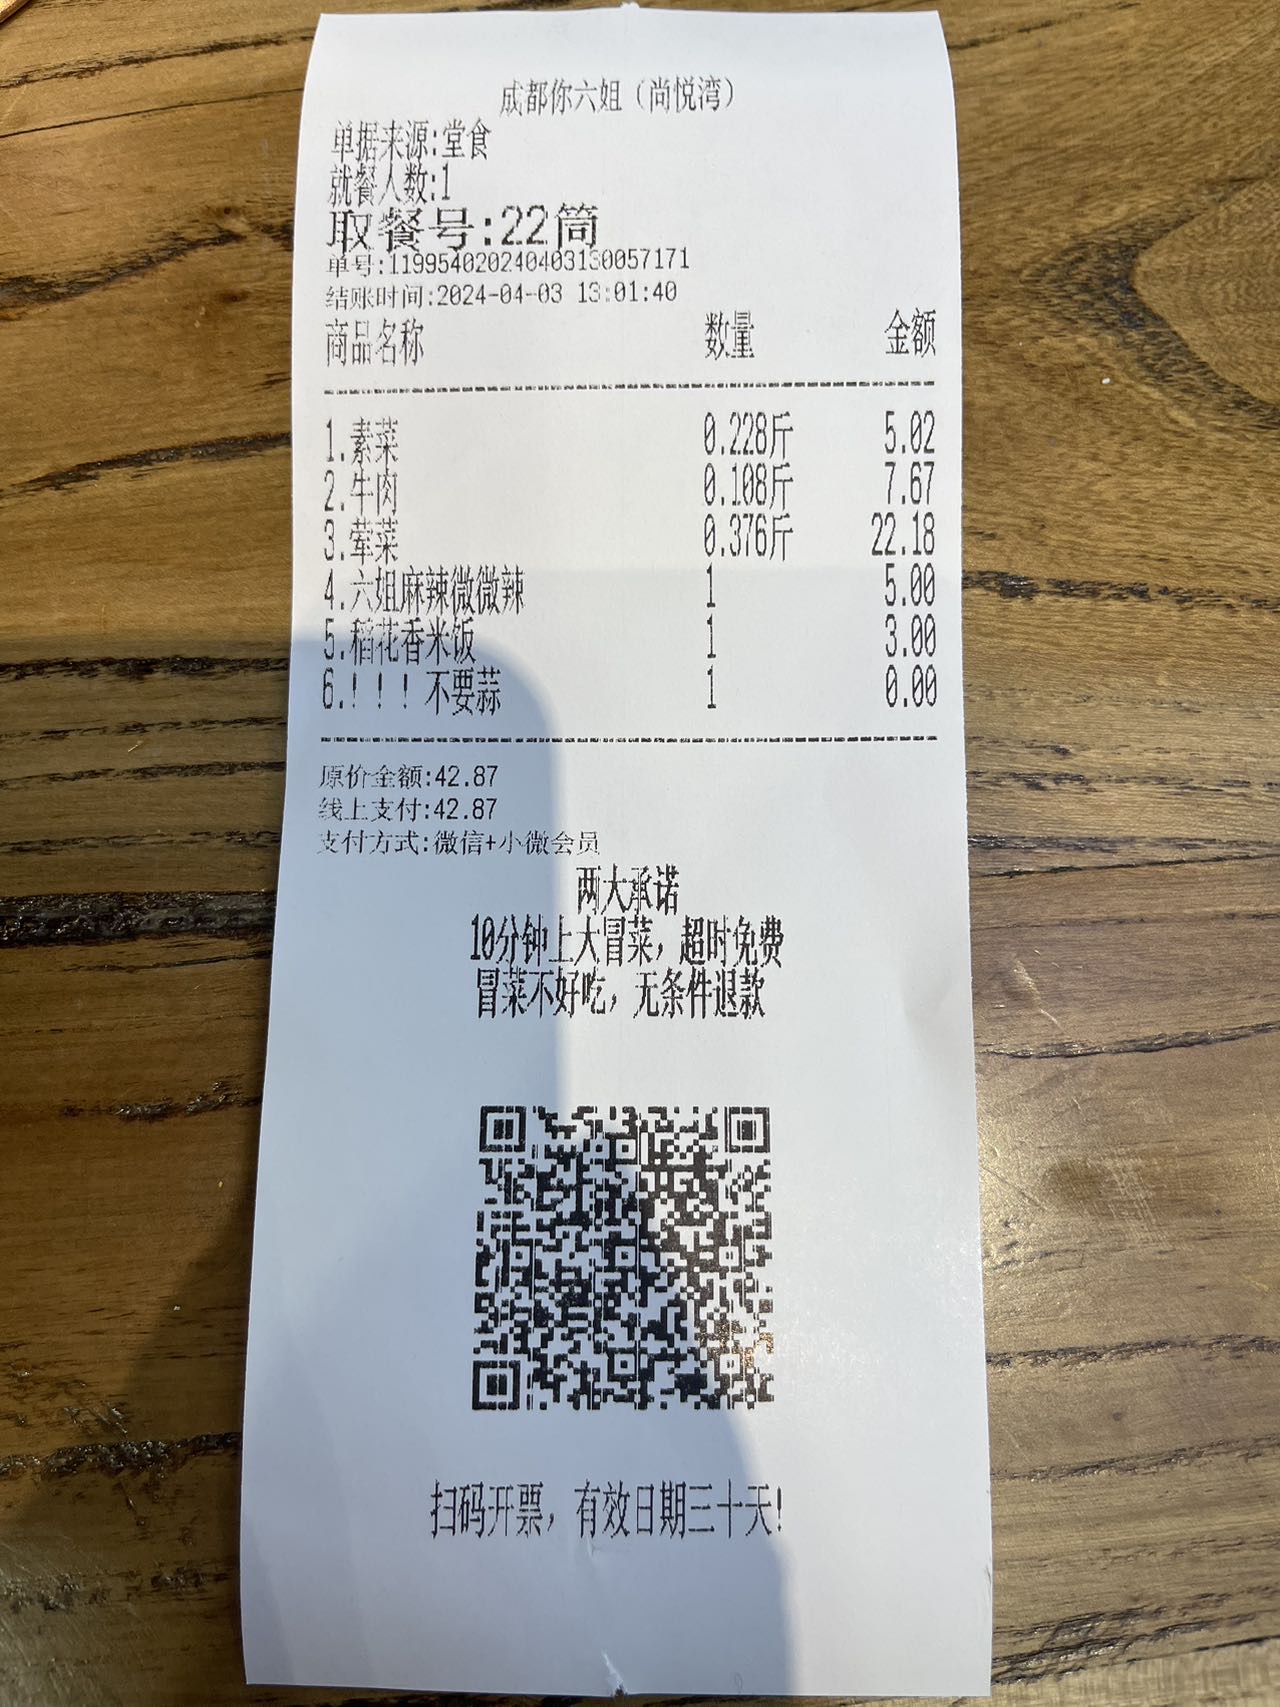 成都你六姐（尚悦湾）
单据来源:堂食
就餐人数:1
取餐号:22筒
单号:11995402024040313​0057171
结账时间:2024-04-03 13:01:40
商品名称 数量 金额
1.素菜 0.228斤 5.02
2.牛肉 0.108斤 7.67
3.荤菜 0.376斤 22.18
4.六姐麻辣微微辣 1 5.00
5.稻花香米饭 1 3.00
6.！！！不要蒜 1 0.00
原价金额:42.87
线上支付:42.87
支付方式:微信+小微会员
两大承诺
10分钟上大冒菜，超时免费
冒菜不好吃，无条件退款
扫码开票，有效日期三十天！